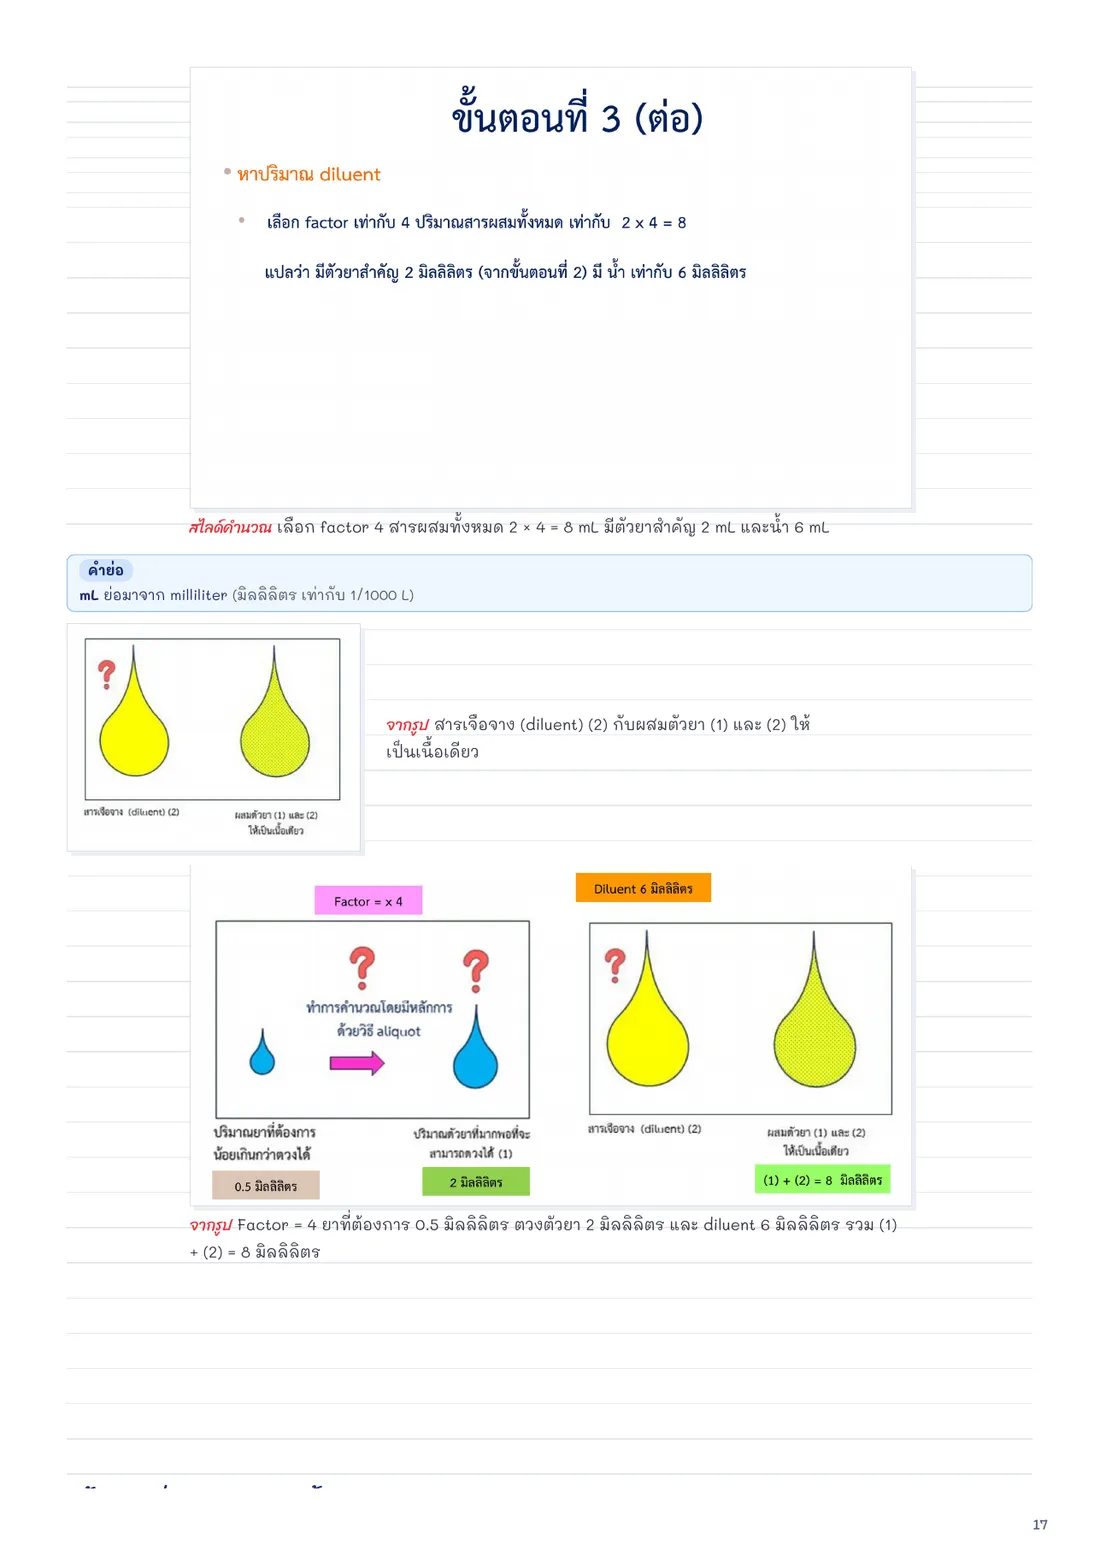 ขั้นตอนที่ 3 (ต่อ)
• หาปริมาณ diluent
• เลือก factor เท่ากับ 4 ปริมาณสารผสมทั้งหมด เท่ากับ 2 x 4 = 8
แปลว่า มีตัวยาสำคัญ 2 มิลลิลิตร (จากขั้นตอนที่ 2) มี น้ำ เท่ากับ 6 มิลลิลิตร
สไลด์คำนวณ เลือก factor 4 สารผสมทั้งหมด 2 × 4 = 8 mL มีตัวยาสำคัญ 2 mL และน้ำ 6 mL
คำย่อ
mL ย่อมาจาก milliliter (มิลลิลิตร เท่ากับ 1/1000 L)
?
สารเจือจาง (diluent) (2)
ผสมตัวยา (1) และ (2)
ให้เป็นเนื้อเดียว
จากรูป สารเจือจาง (diluent) (2) กับผสมตัวยา (1) และ (2) ให้
เป็นเนื้อเดียว
Factor = x 4
Diluent 6 มิลลิลิตร
? ?
ทำการคำนวณโดยมีหลักการ
ด้วยวิธี aliquot
?
ปริมาณยาที่ต้องการ
น้อยเกินกว่าตวงได้
0.5 มิลลิลิตร
ปริมาณตัวยาที่มากพอที่จะ
สามารถตวงได้ (1)
2 มิลลิลิตร
สารเจือจาง (diluent) (2)
ผสมตัวยา (1) และ (2)
ให้เป็นเนื้อเดียว
(1) + (2) = 8 มิลลิลิตร
จากรูป Factor = 4 ยาที่ต้องการ 0.5 มิลลิลิตร ตวงตัวยา 2 มิลลิลิตร และ diluent 6 มิลลิลิตร รวม (1)
+ (2) = 8 มิลลิลิตร
17